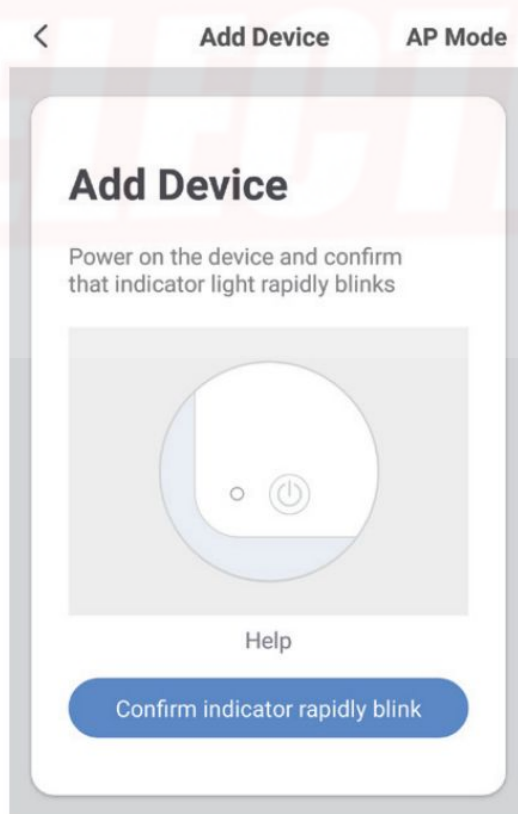 Add Device AP Mode
Add Device
Power on the device and confirm
that indicator light rapidly blinks
Help
Confirm indicator rapidly blink